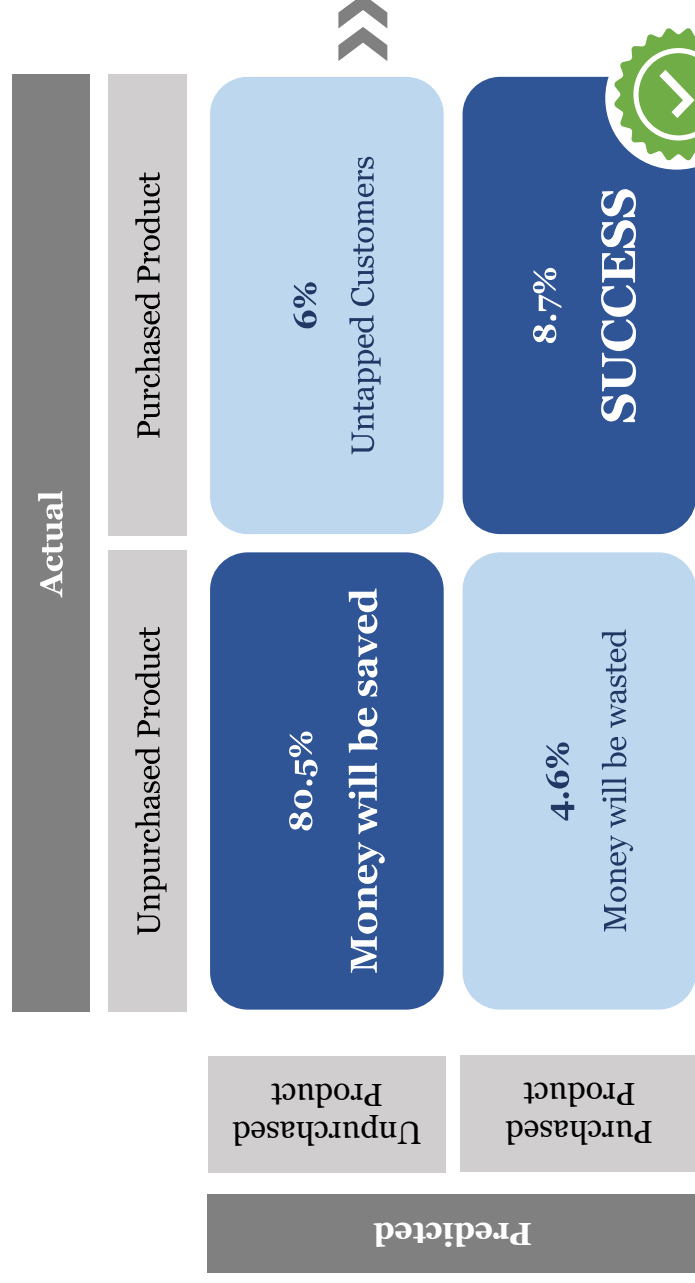 Actual
Unpurchased Product
Purchased Product
Predicted
Unpurchased
Product
80.5%
Money will be saved
6%
Untapped Customers
Purchased
Product
4.6%
Money will be wasted
8.7%
SUCCESS